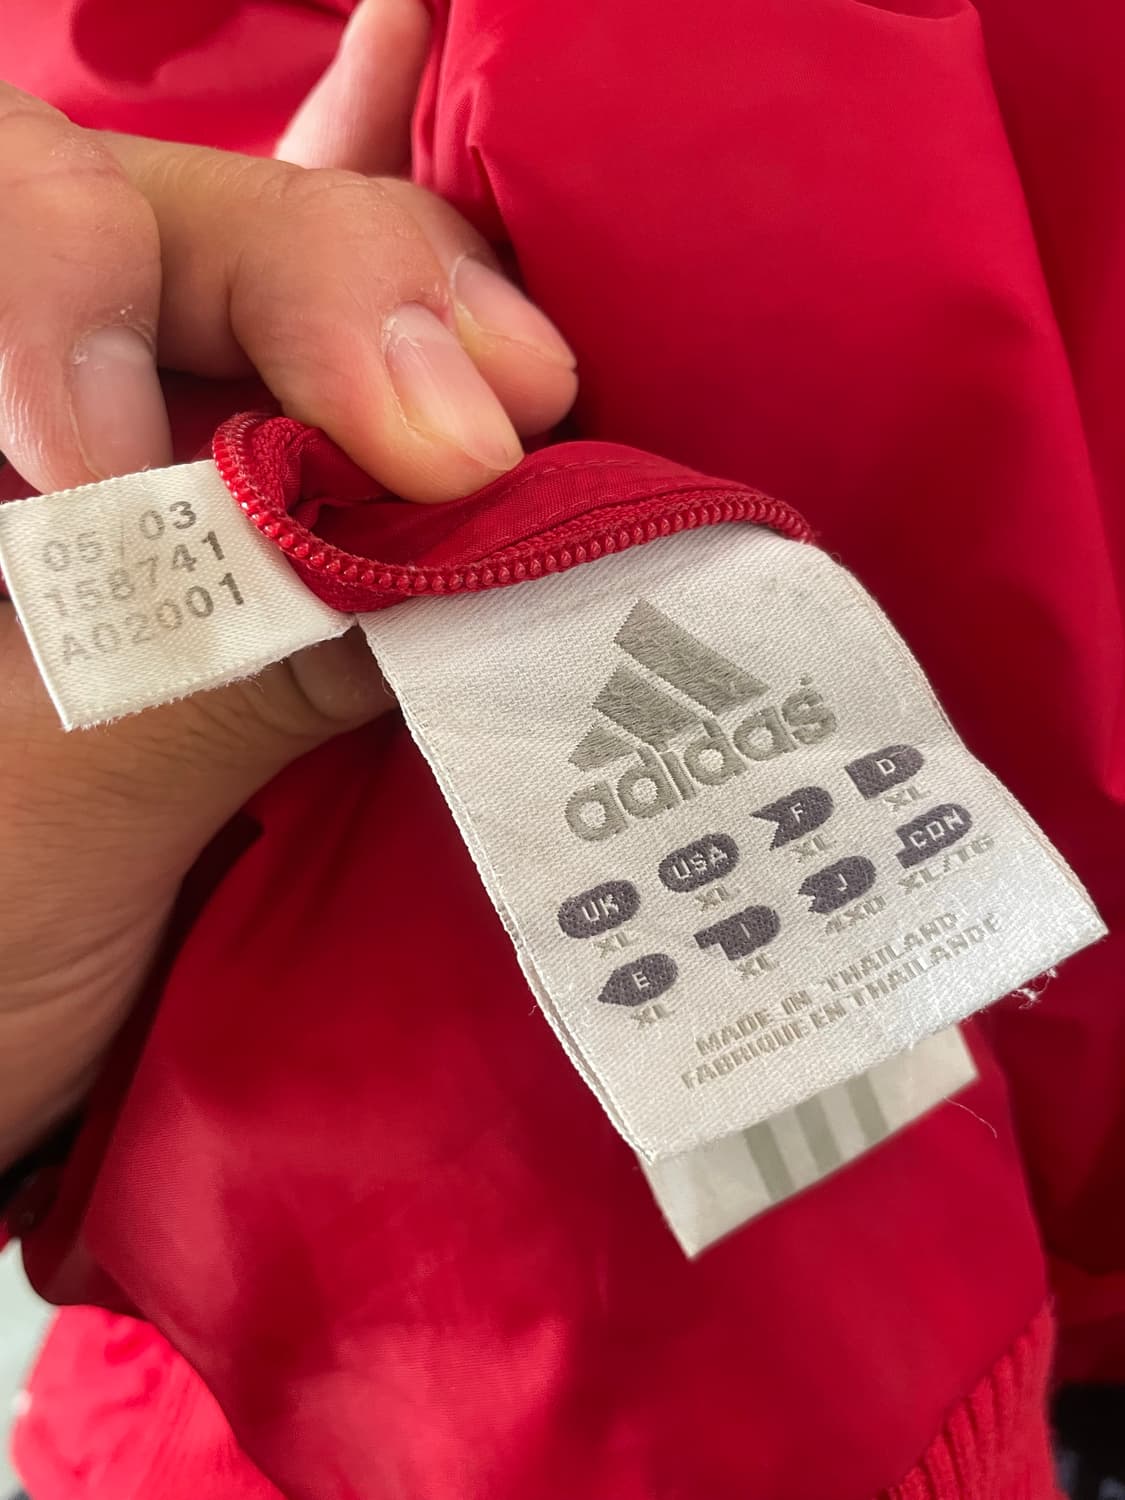 05/03
158741
A02001
adidas
UK USA F D
XL XL XL XL
E I J CDN
XL XL 4XO XL/TG
MADE IN THAILAND
FABRIQUE EN THAILANDE